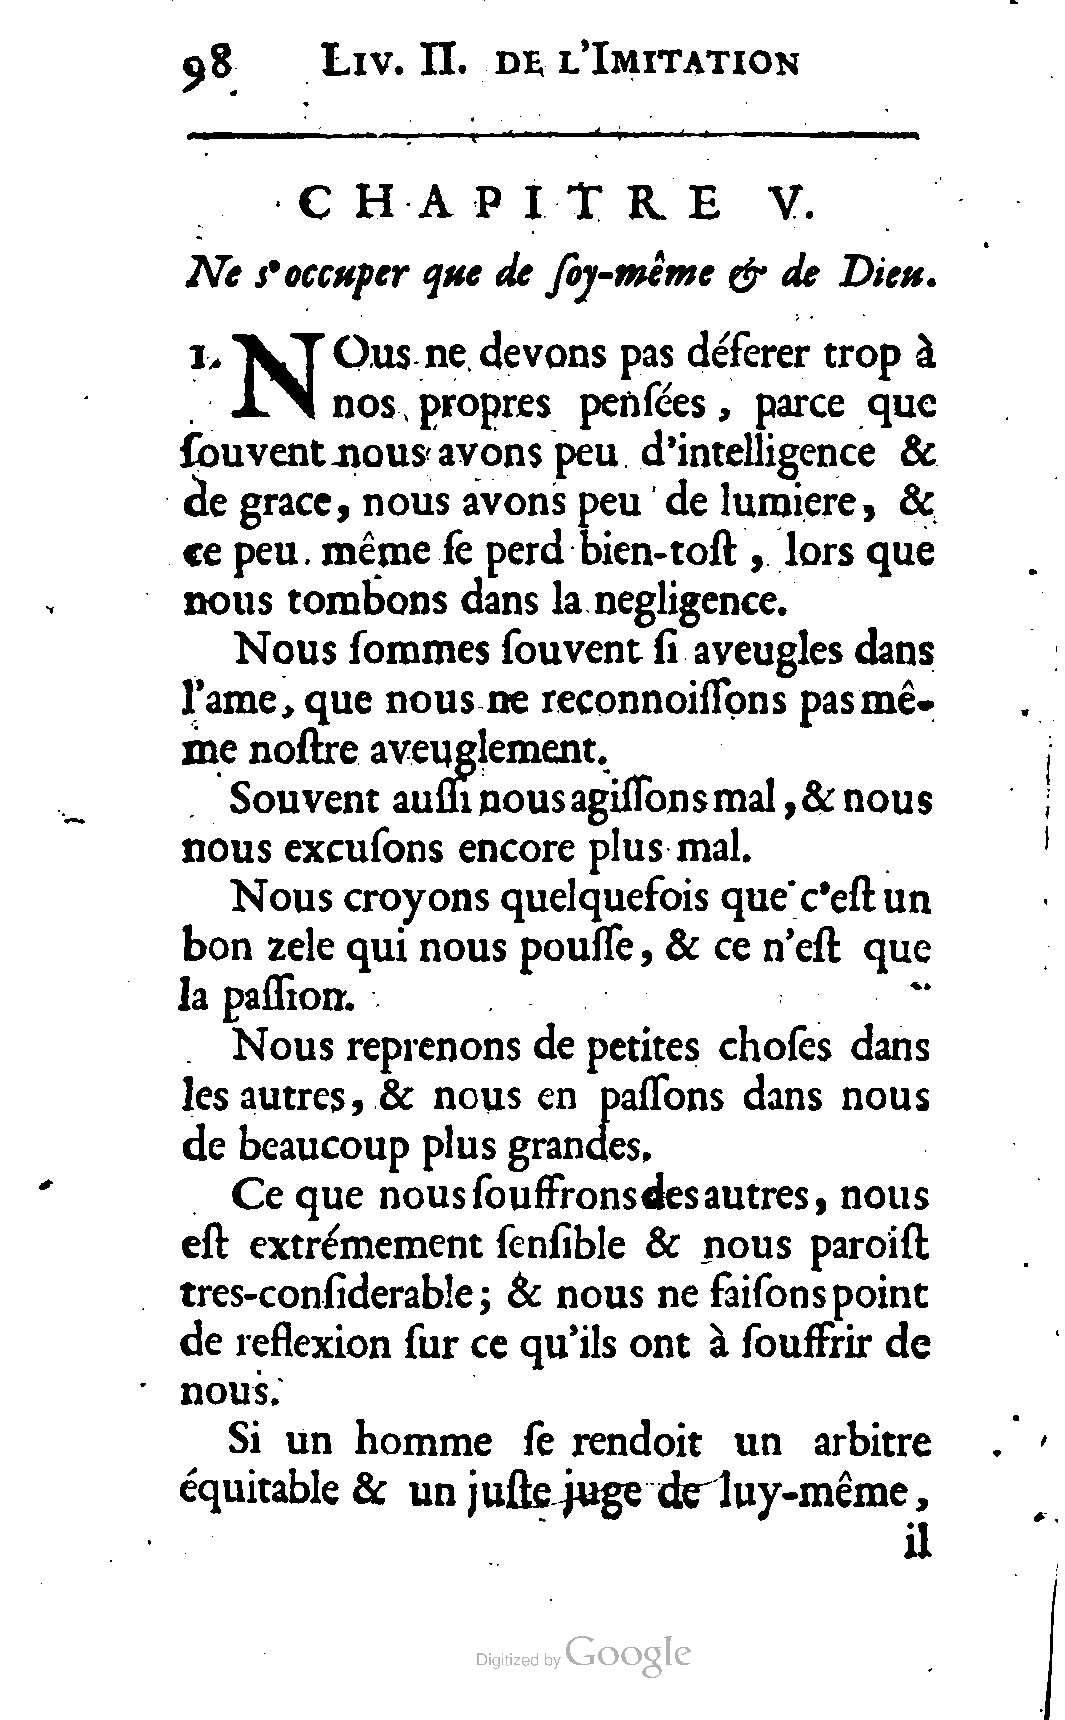 98 LIV. II. DE L'IMITATION
CHAPITRE V.
Ne s'occuper que de ſoy-même & de Dieu.
1. NOus ne devons pas déferer trop à
nos propres penſées, parce que
ſouvent nous avons peu d'intelligence &
de grace, nous avons peu de lumiere, &
ce peu même ſe perd bien-toſt, lors que
nous tombons dans la negligence.
Nous ſommes ſouvent ſi aveugles dans
l'ame, que nous ne reconnoiſſons pas mê-
me noſtre aveuglement.
Souvent auſſi nous agiſſons mal, & nous
nous excuſons encore plus mal.
Nous croyons quelquefois que c'eſt un
bon zele qui nous pouſſe, & ce n'eſt que
la paſſion.
Nous reprenons de petites choſes dans
les autres, & nous en paſſons dans nous
de beaucoup plus grandes.
Ce que nous ſouffrons des autres, nous
eſt extrémement ſenſible & nous paroiſt
tres-conſiderable; & nous ne faiſons point
de reflexion ſur ce qu'ils ont à ſouffrir de
nous.
Si un homme ſe rendoit un arbitre
équitable & un juſte juge de luy-même,
il
Digitized by Google